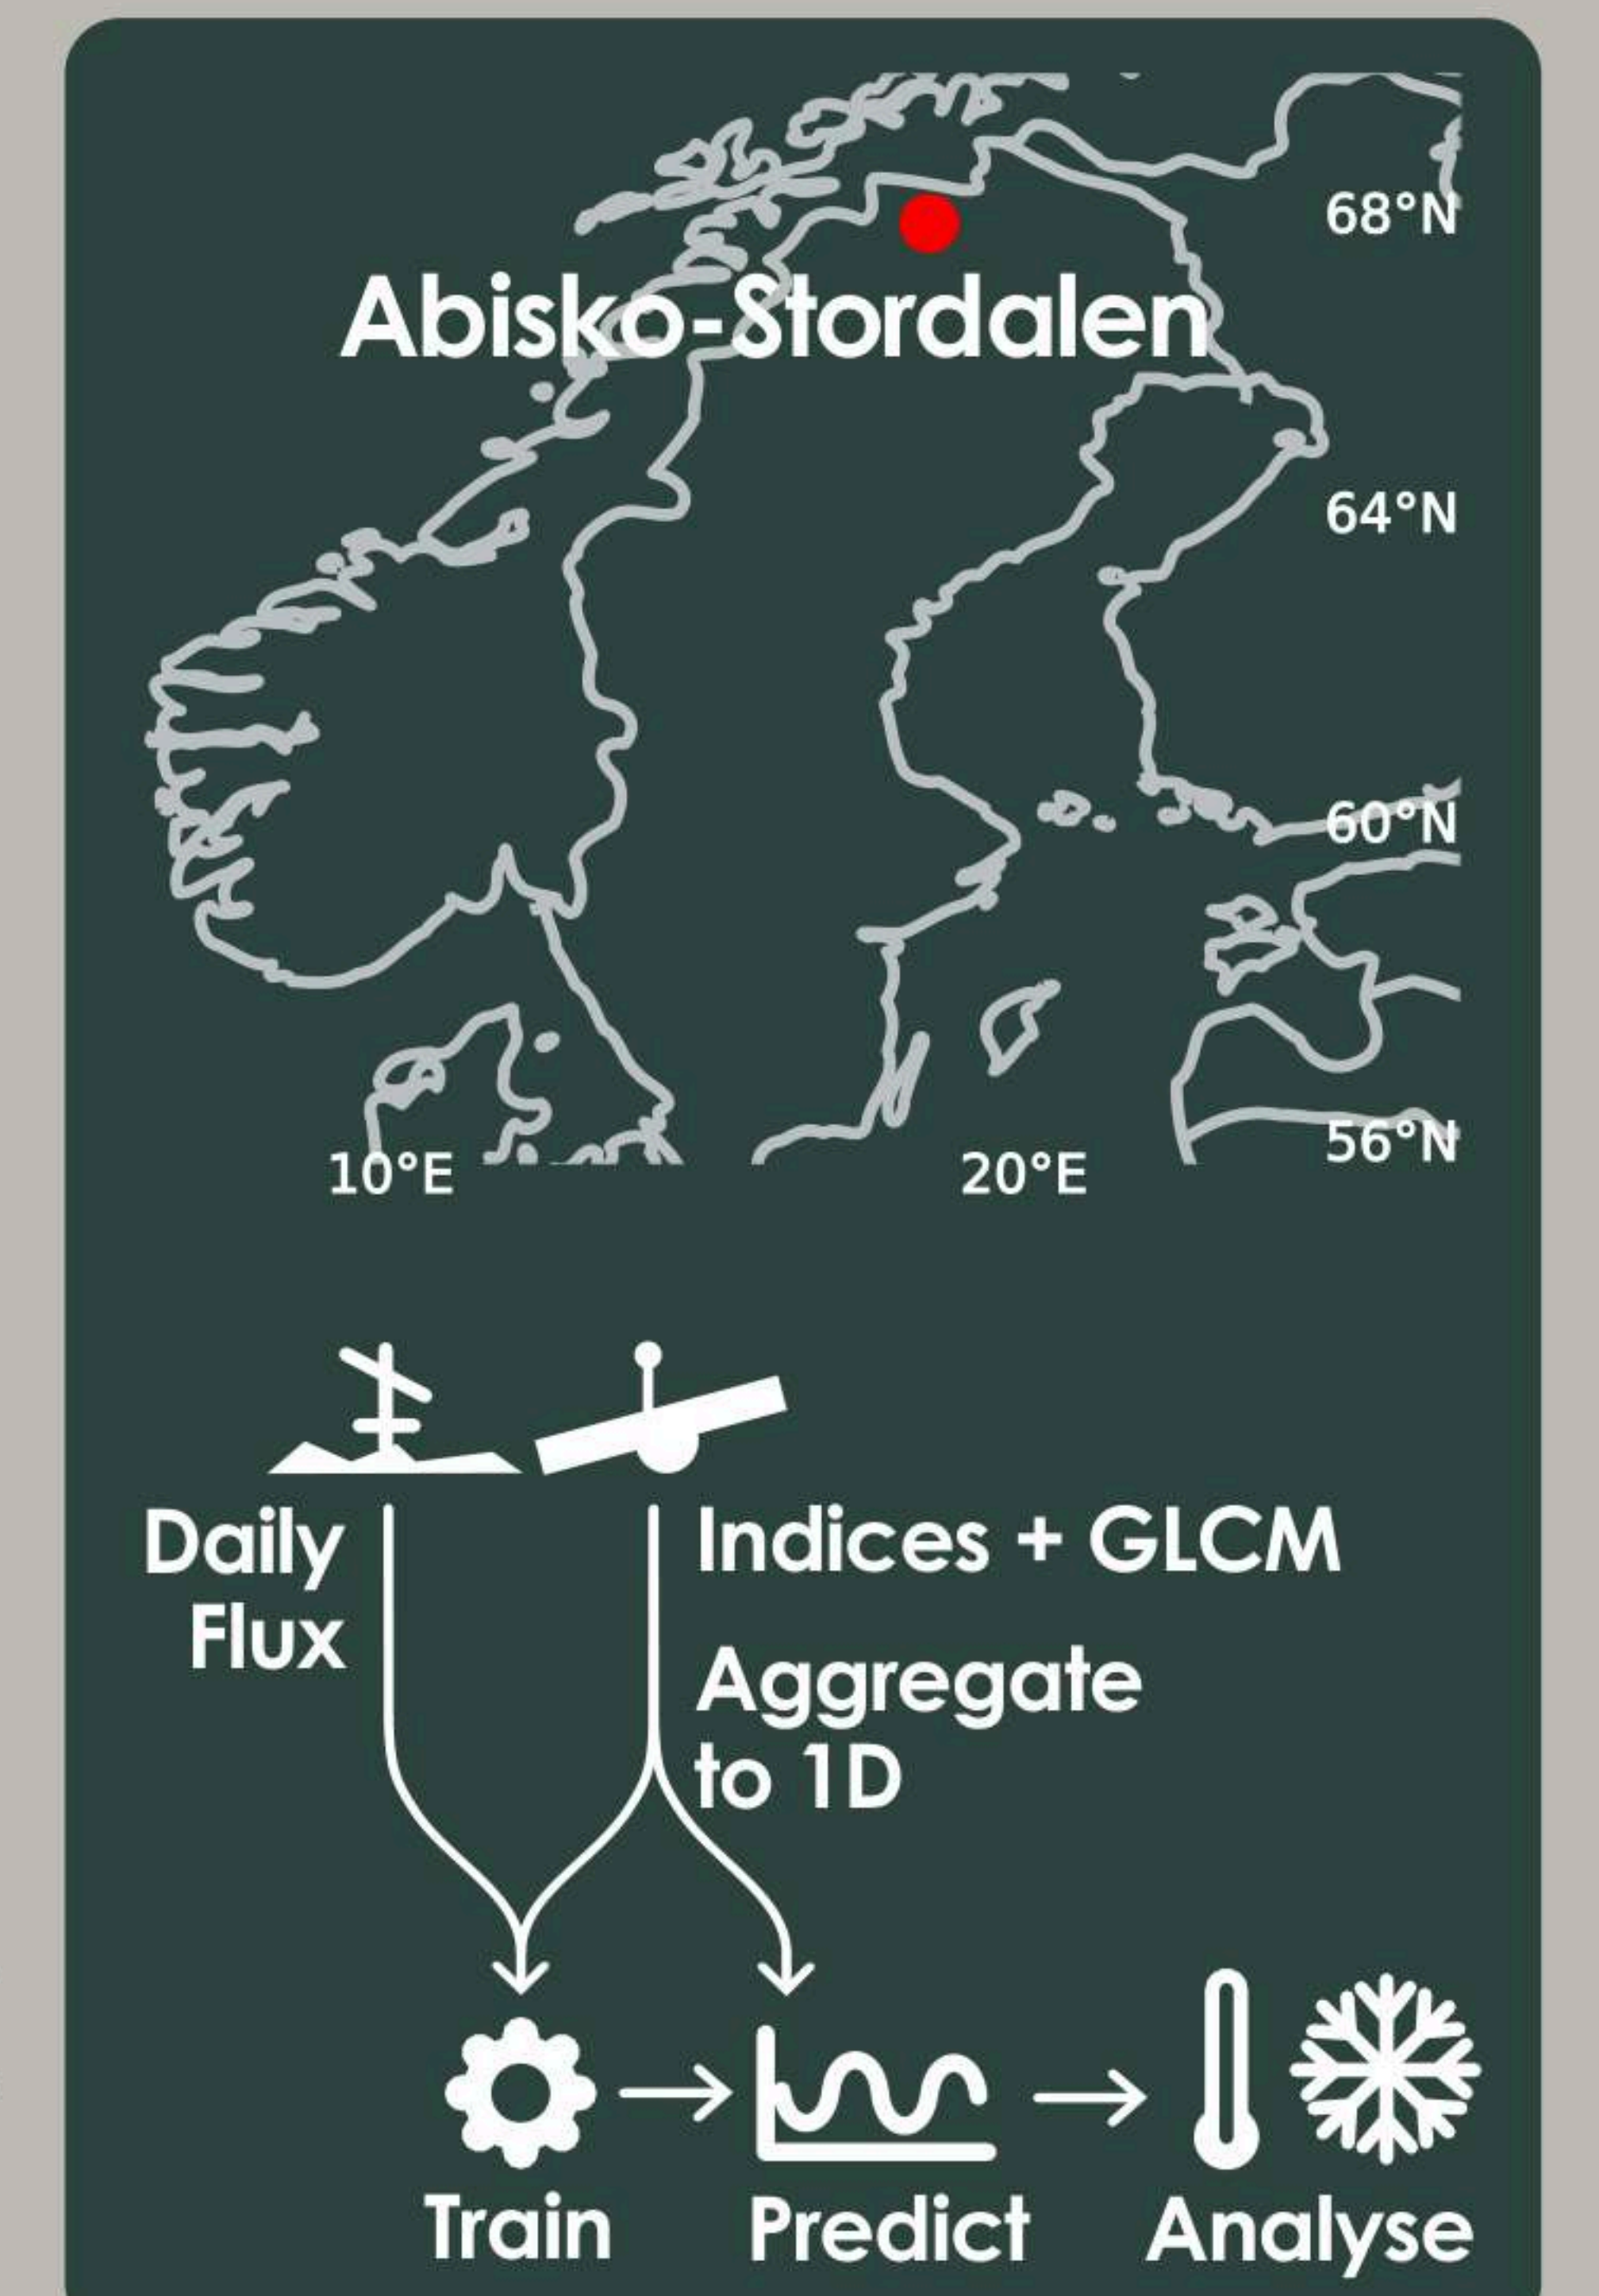 68°N
Abisko-Stordalen
64°N
60°N
56°N
10°E
20°E
Daily
Flux
Indices + GLCM
Aggregate
to 1D
Train
Predict
Analyse